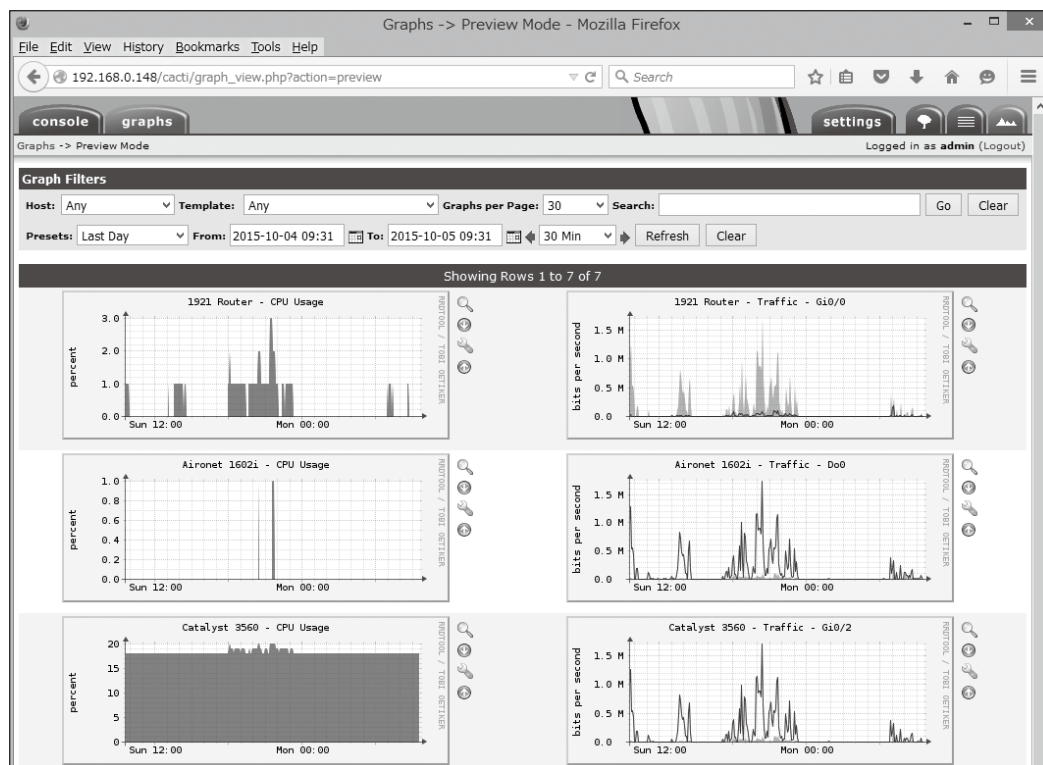 Graphs -> Preview Mode - Mozilla Firefox
File Edit View History Bookmarks Tools Help
192.168.0.148/cacti/graph_view.php?action=preview Search
console graphs settings
Graphs -> Preview Mode Logged in as admin (Logout)
Graph Filters
Host: Any Template: Any Graphs per Page: 30 Search: Go Clear
Presets: Last Day From: 2015-10-04 09:31 To: 2015-10-05 09:31 30 Min Refresh Clear
Showing Rows 1 to 7 of 7
1921 Router - CPU Usage
percent
3.0
2.0
1.0
0.0
Sun 12:00 Mon 00:00
RRDTOOL / TOBI OETIKER
1921 Router - Traffic - Gi0/0
bits per second
1.5 M
1.0 M
0.5 M
0.0
Sun 12:00 Mon 00:00
RRDTOOL / TOBI OETIKER
Aironet 1602i - CPU Usage
percent
1.0
0.8
0.6
0.4
0.2
0.0
Sun 12:00 Mon 00:00
RRDTOOL / TOBI OETIKER
Aironet 1602i - Traffic - Do0
bits per second
1.5 M
1.0 M
0.5 M
0.0
Sun 12:00 Mon 00:00
RRDTOOL / TOBI OETIKER
Catalyst 3560 - CPU Usage
percent
20
15
10
5
0
Sun 12:00 Mon 00:00
RRDTOOL / TOBI OETIKER
Catalyst 3560 - Traffic - Gi0/2
bits per second
1.5 M
1.0 M
0.5 M
0.0
Sun 12:00 Mon 00:00
RRDTOOL / TOBI OETIKER